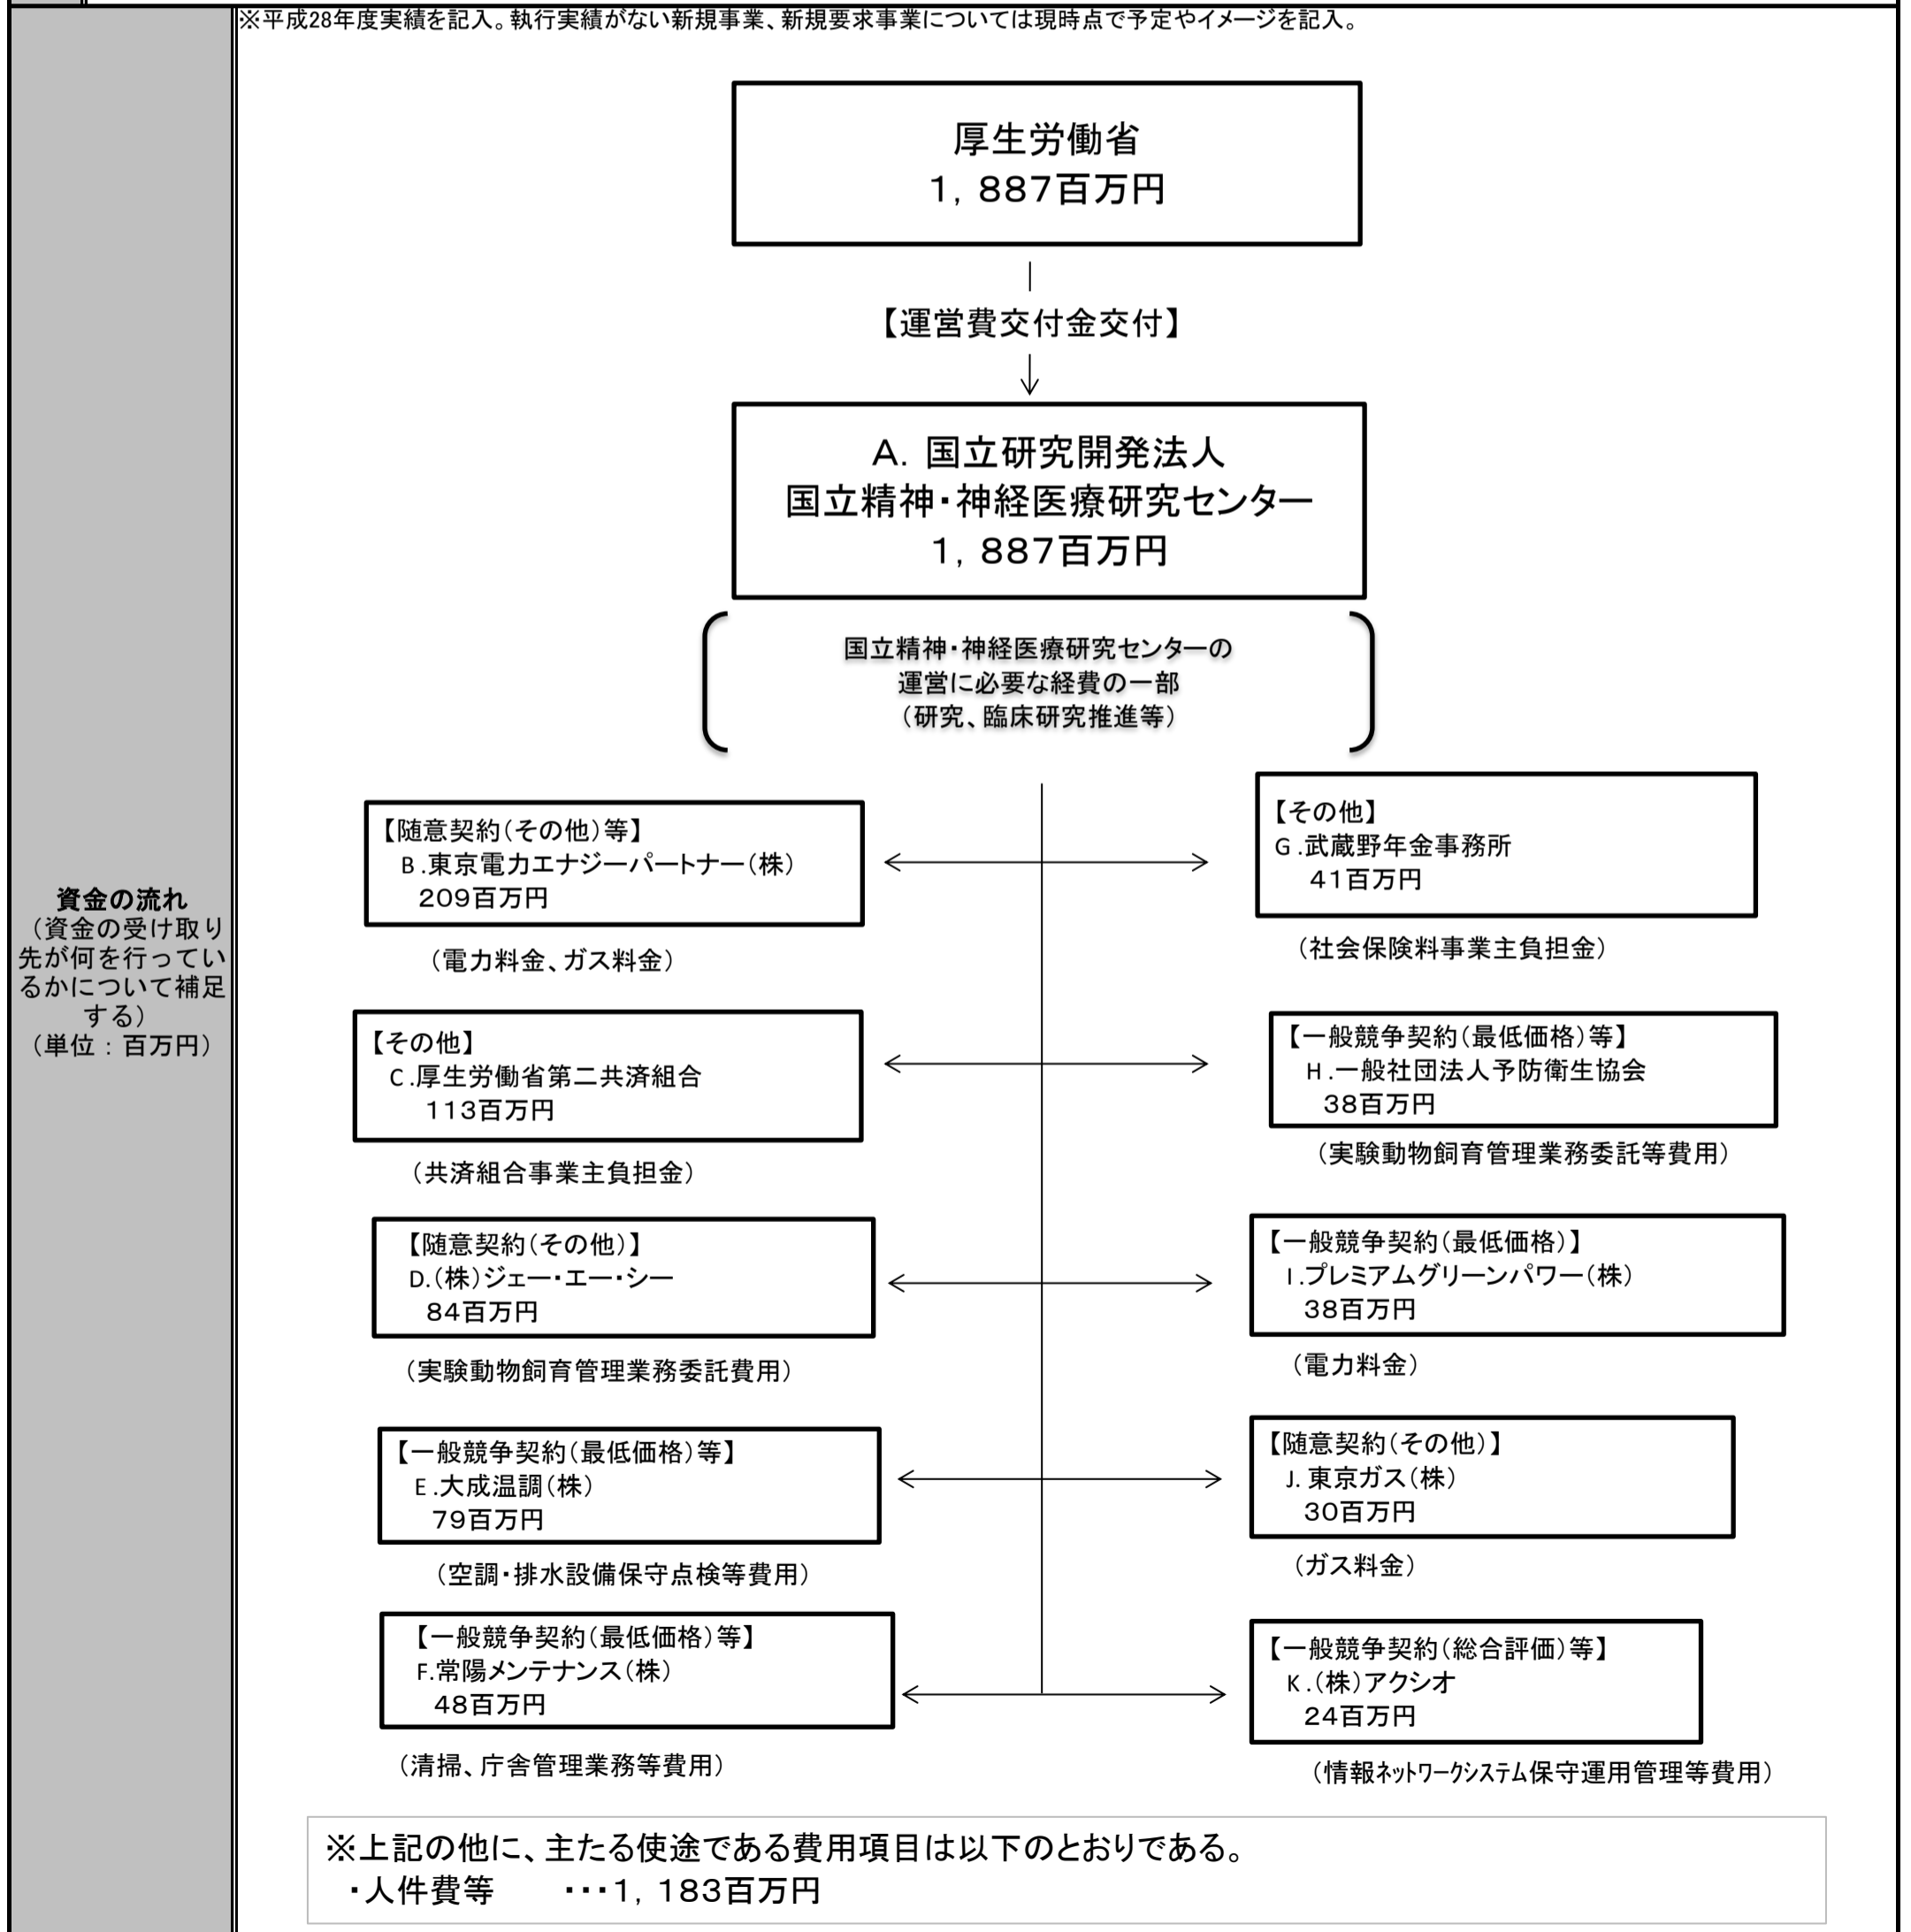 ※平成28年度実績を記入。執行実績がない新規事業、新規要求事業については現時点で予定やイメージを記入。
資金の流れ
（資金の受け取り
先が何を行ってい
るかについて補足
する）
（単位：百万円）
厚生労働省
１，８８７百万円
【運営費交付金交付】
Ａ．国立研究開発法人
国立精神・神経医療研究センター
１，８８７百万円
国立精神・神経医療研究センターの
運営に必要な経費の一部
（研究、臨床研究推進等）
【随意契約（その他）等】
Ｂ.東京電力エナジーパートナー（株）
２０９百万円
（電力料金、ガス料金）
【その他】
Ｇ.武蔵野年金事務所
４１百万円
（社会保険料事業主負担金）
【その他】
Ｃ.厚生労働省第二共済組合
１１３百万円
（共済組合事業主負担金）
【一般競争契約（最低価格）等】
Ｈ.一般社団法人予防衛生協会
３８百万円
（実験動物飼育管理業務委託等費用）
【随意契約（その他）】
D.（株）ジェー・エー・シー
８４百万円
（実験動物飼育管理業務委託費用）
【一般競争契約（最低価格）】
Ｉ.プレミアムグリーンパワー（株）
３８百万円
（電力料金）
【一般競争契約（最低価格）等】
Ｅ.大成温調（株）
７９百万円
（空調・排水設備保守点検等費用）
【随意契約（その他）】
J. 東京ガス（株）
３０百万円
（ガス料金）
【一般競争契約（最低価格）等】
F.常陽メンテナンス（株）
４８百万円
（清掃、庁舎管理業務等費用）
【一般競争契約（総合評価）等】
Ｋ.（株）アクシオ
２４百万円
（情報ネットワークシステム保守運用管理等費用）
※上記の他に、主たる使途である費用項目は以下のとおりである。
・人件費等　　・・・１，１８３百万円